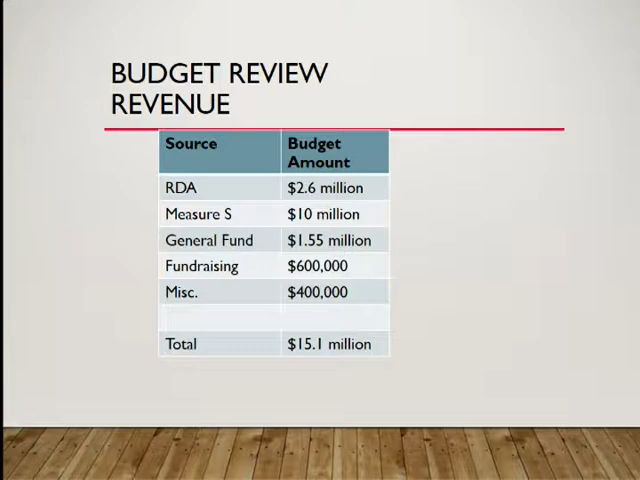 BUDGET REVIEW
REVENUE
Source Budget Amount
RDA $2.6 million
Measure S $10 million
General Fund $1.55 million
Fundraising $600,000
Misc. $400,000
Total $15.1 million